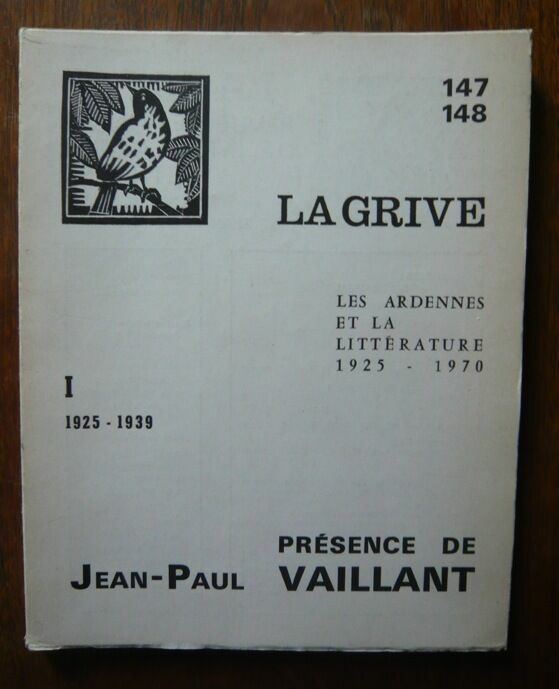 147
148
LA GRIVE
LES ARDENNES
ET LA
LITTÉRATURE
1925 - 1970
I
1925 - 1939
PRÉSENCE DE
JEAN-PAUL VAILLANT